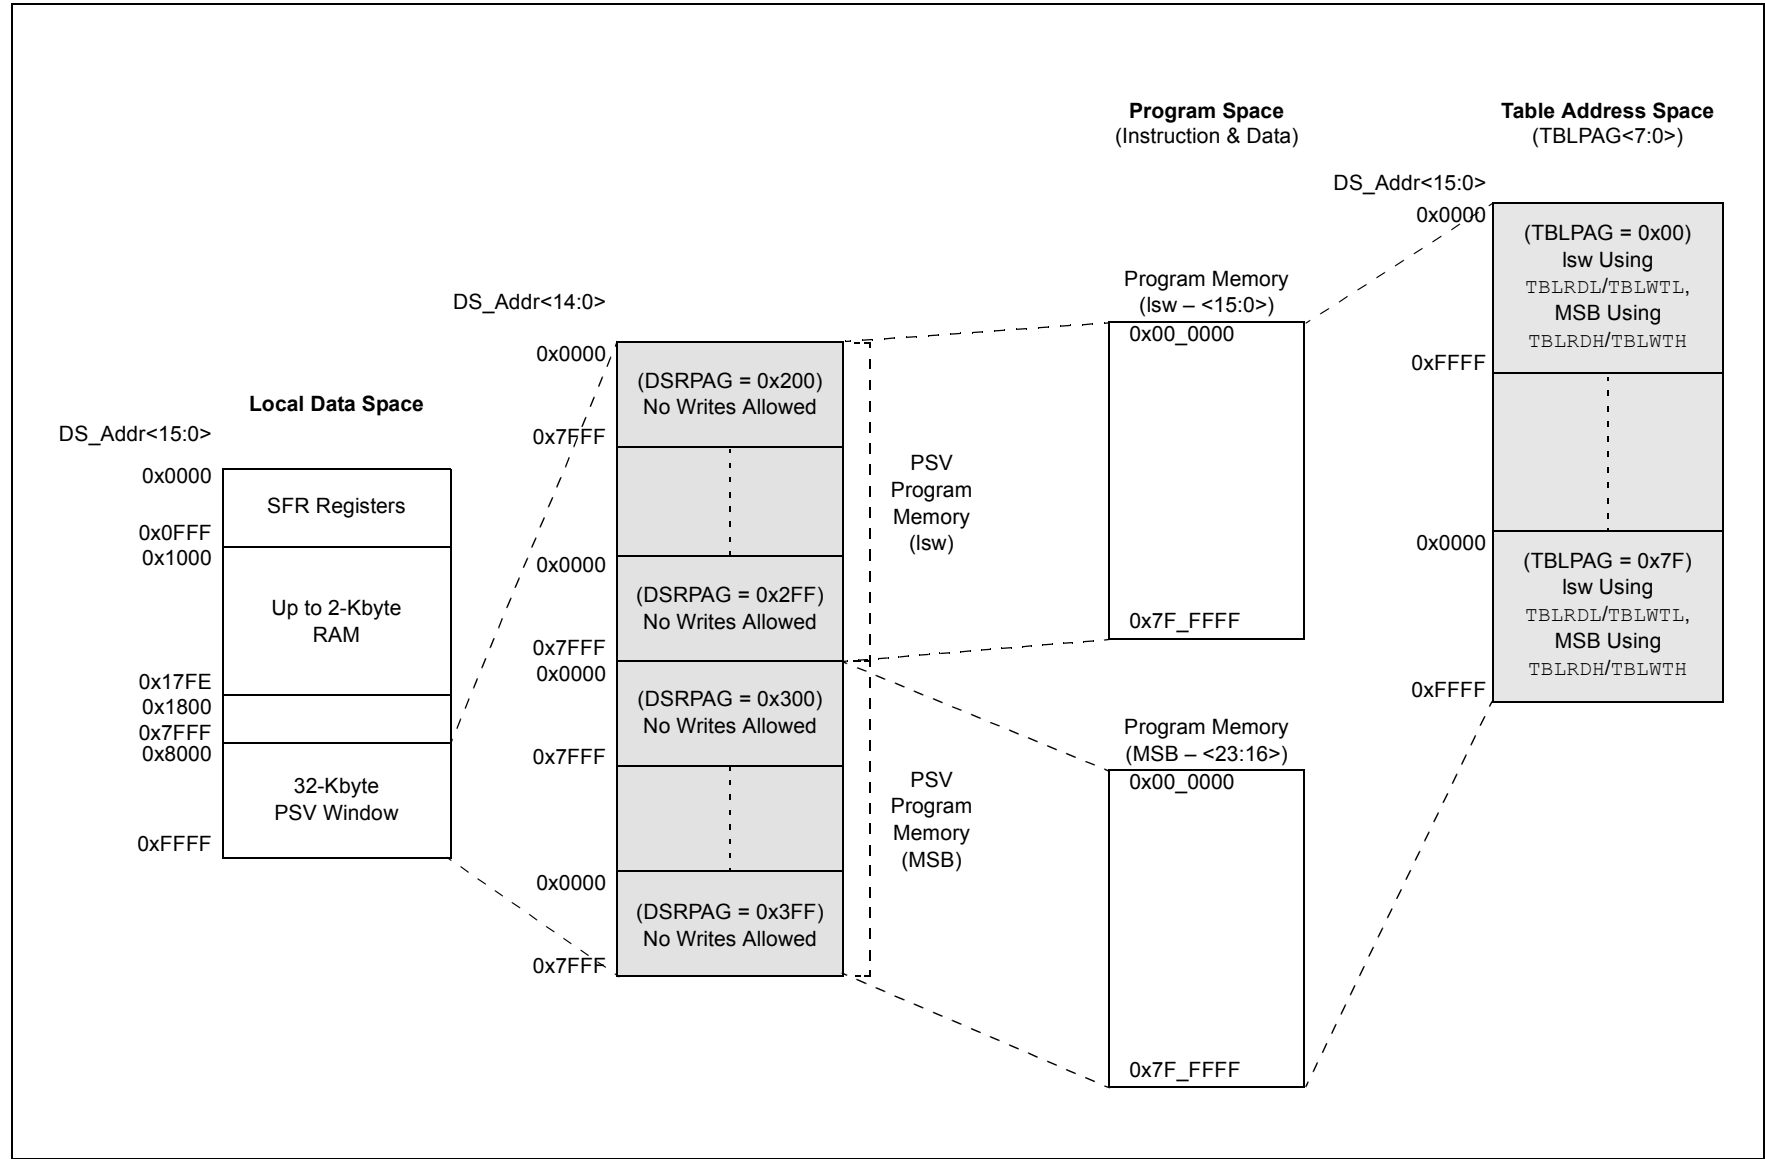 Local Data Space
DS_Addr<15:0>
0x0000
SFR Registers
0x0FFF
0x1000
Up to 2-Kbyte
RAM
0x17FE
0x1800
0x7FFF
0x8000
32-Kbyte
PSV Window
0xFFFF
DS_Addr<14:0>
0x0000
(DSRPAG = 0x200)
No Writes Allowed
0x7FFF
0x0000
(DSRPAG = 0x2FF)
No Writes Allowed
0x7FFF
0x0000
(DSRPAG = 0x300)
No Writes Allowed
0x7FFF
0x0000
(DSRPAG = 0x3FF)
No Writes Allowed
0x7FFF
PSV
Program
Memory
(lsw)
PSV
Program
Memory
(MSB)
Program Space
(Instruction & Data)
Program Memory
(lsw – <15:0>)
0x00_0000
0x7F_FFFF
Program Memory
(MSB – <23:16>)
0x00_0000
0x7F_FFFF
Table Address Space
(TBLPAG<7:0>)
DS_Addr<15:0>
0x0000
(TBLPAG = 0x00)
lsw Using
TBLRDL/TBLWTL,
MSB Using
TBLRDH/TBLWTH
0xFFFF
0x0000
(TBLPAG = 0x7F)
lsw Using
TBLRDL/TBLWTL,
MSB Using
TBLRDH/TBLWTH
0xFFFF